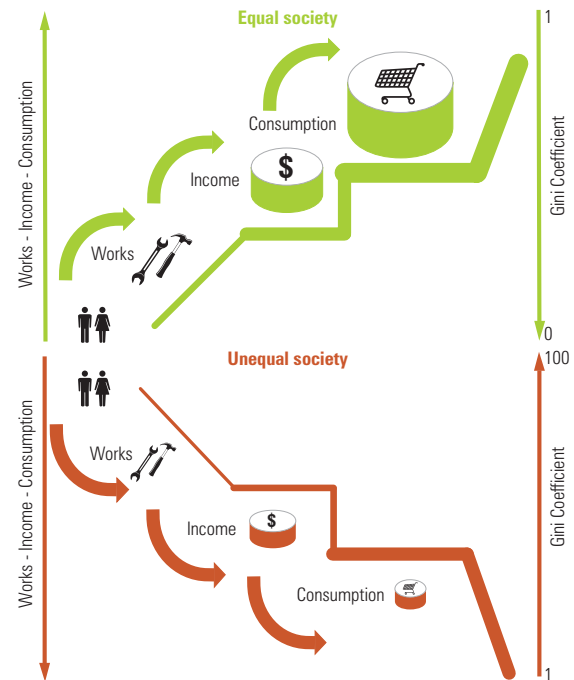 Equal society
1
Works - Income - Consumption
Consumption
$
Income
Gini Coefficient
Works
0
Unequal society
100
Works - Income - Consumption
Works
$
Income
Gini Coefficient
Consumption
1